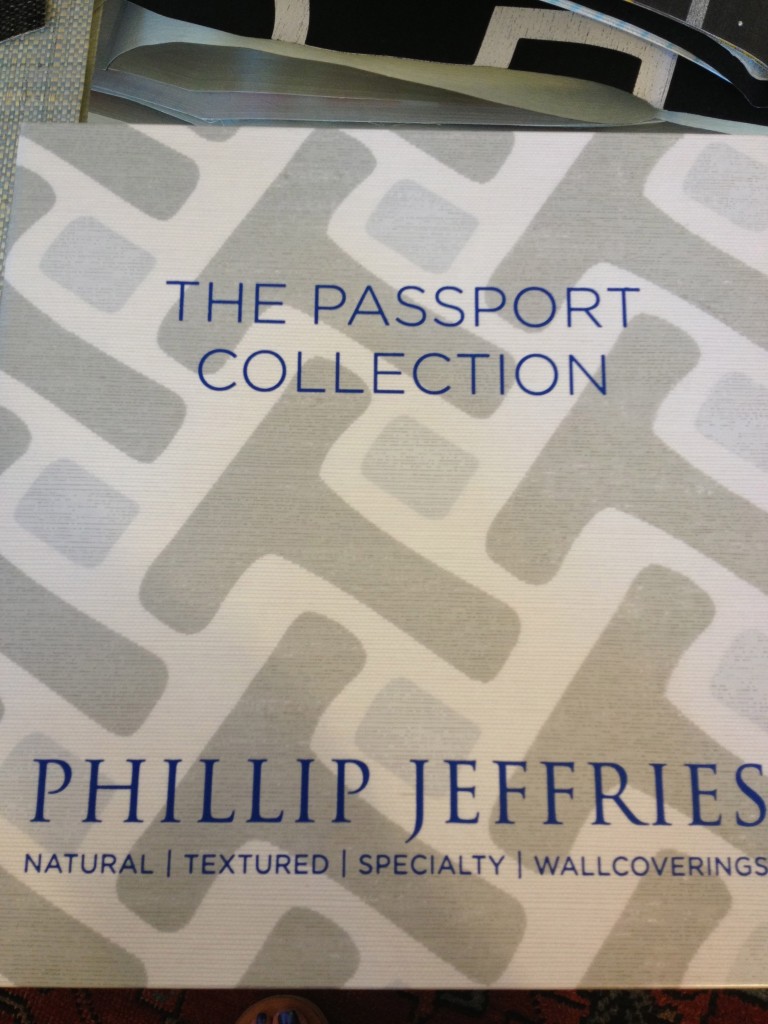 THE PASSPORT
COLLECTION
PHILLIP JEFFRIES
NATURAL | TEXTURED | SPECIALTY | WALLCOVERINGS